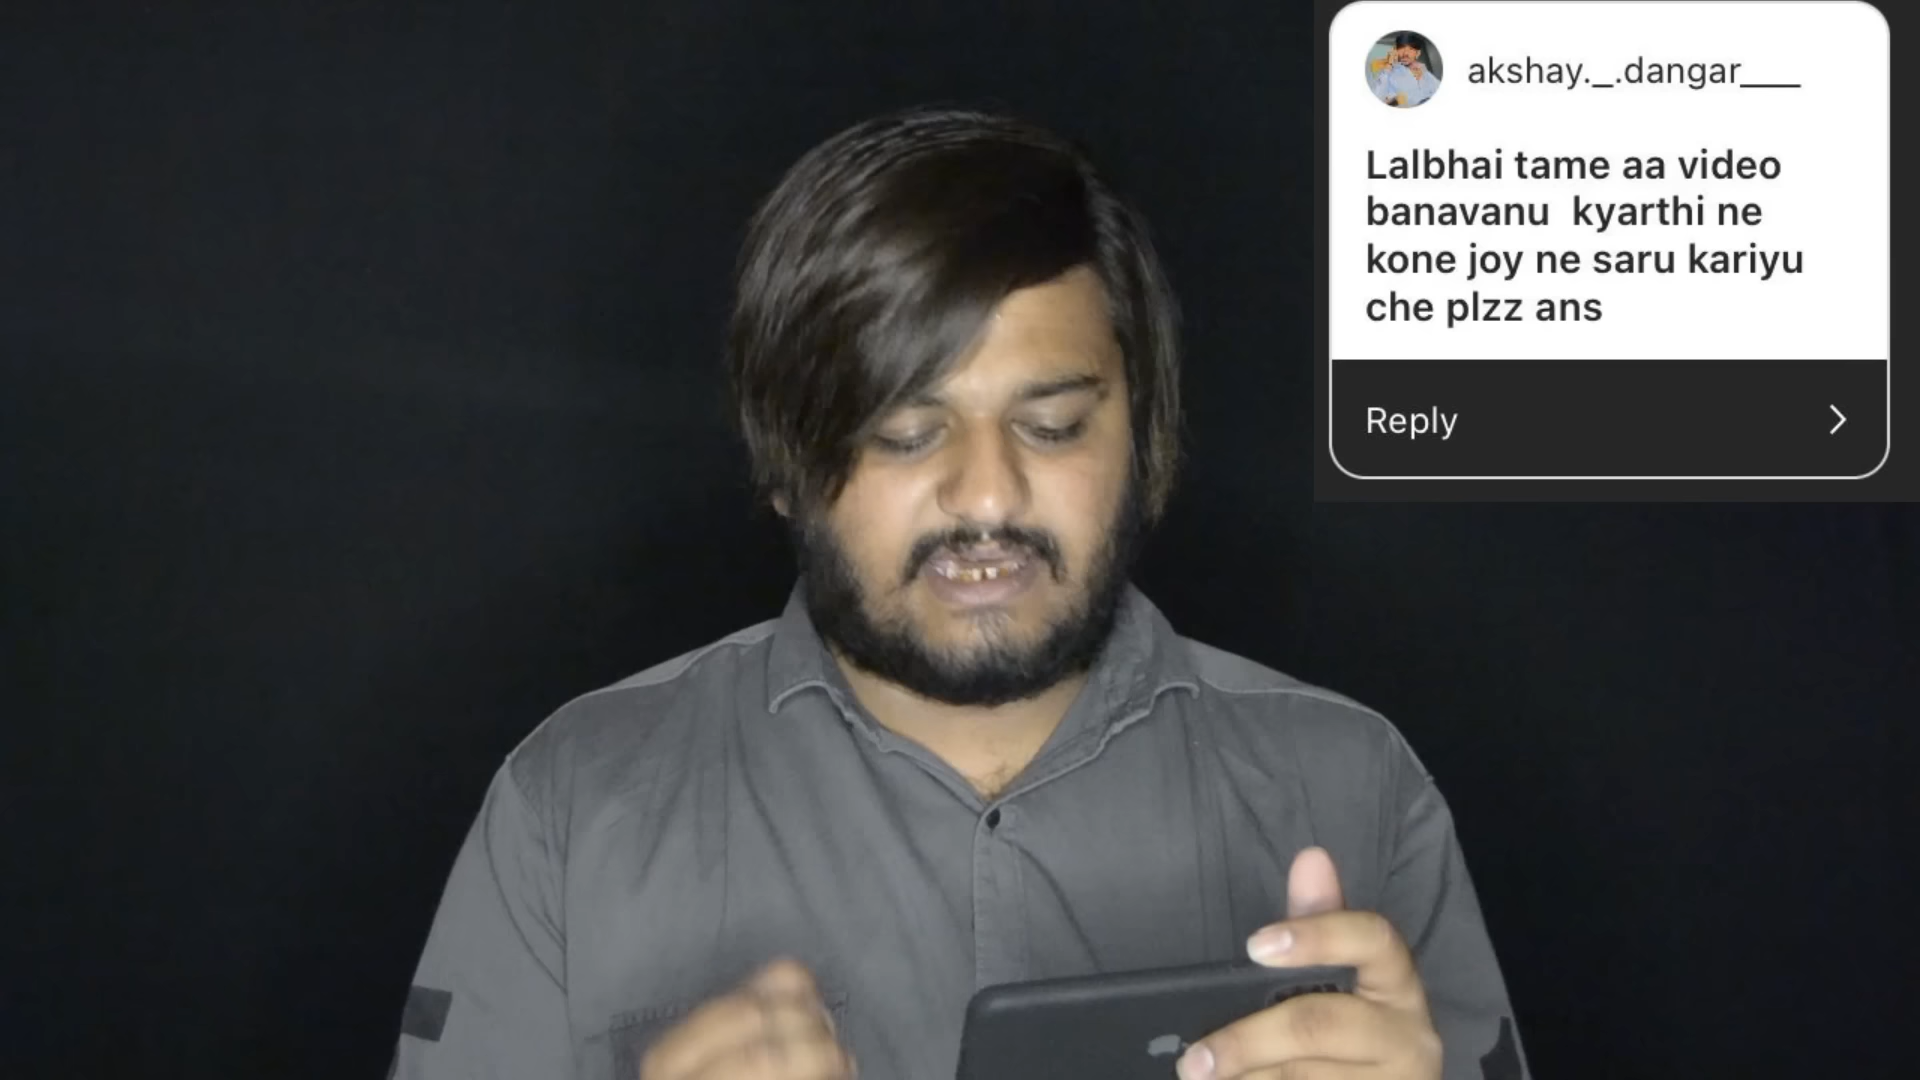 akshay._.dangar___
Lalbhai tame aa video
banavanu kyarthi ne
kone joy ne saru kariyu
che plzz ans
Reply